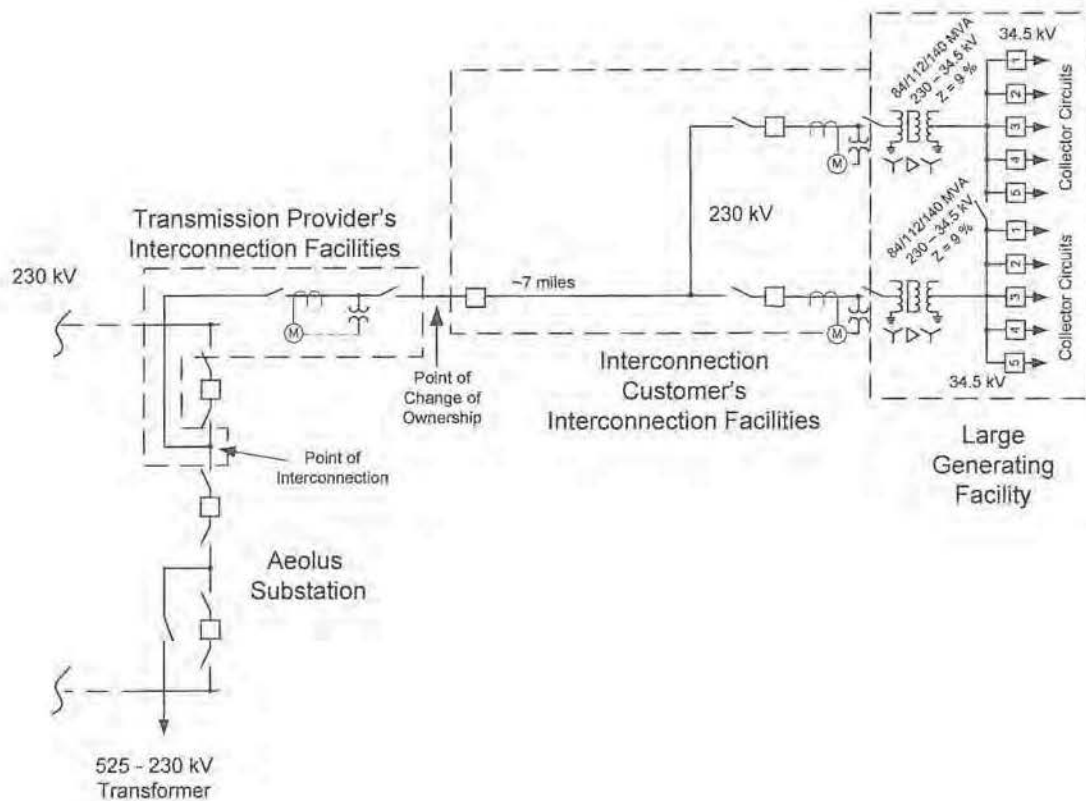 34.5 kV
84/112/140 MVA
230 – 34.5 kV
Z = 9 %
1
2
3
4
5
Collector Circuits
M
230 kV
84/112/140 MVA
230 – 34.5 kV
Z = 9 %
1
2
3
4
5
Collector Circuits
M
34.5 kV
Transmission Provider's
Interconnection Facilities
230 kV
~7 miles
M
Point of
Change of
Ownership
Interconnection
Customer's
Interconnection Facilities
Large
Generating
Facility
Point of
Interconnection
Aeolus
Substation
525 - 230 kV
Transformer